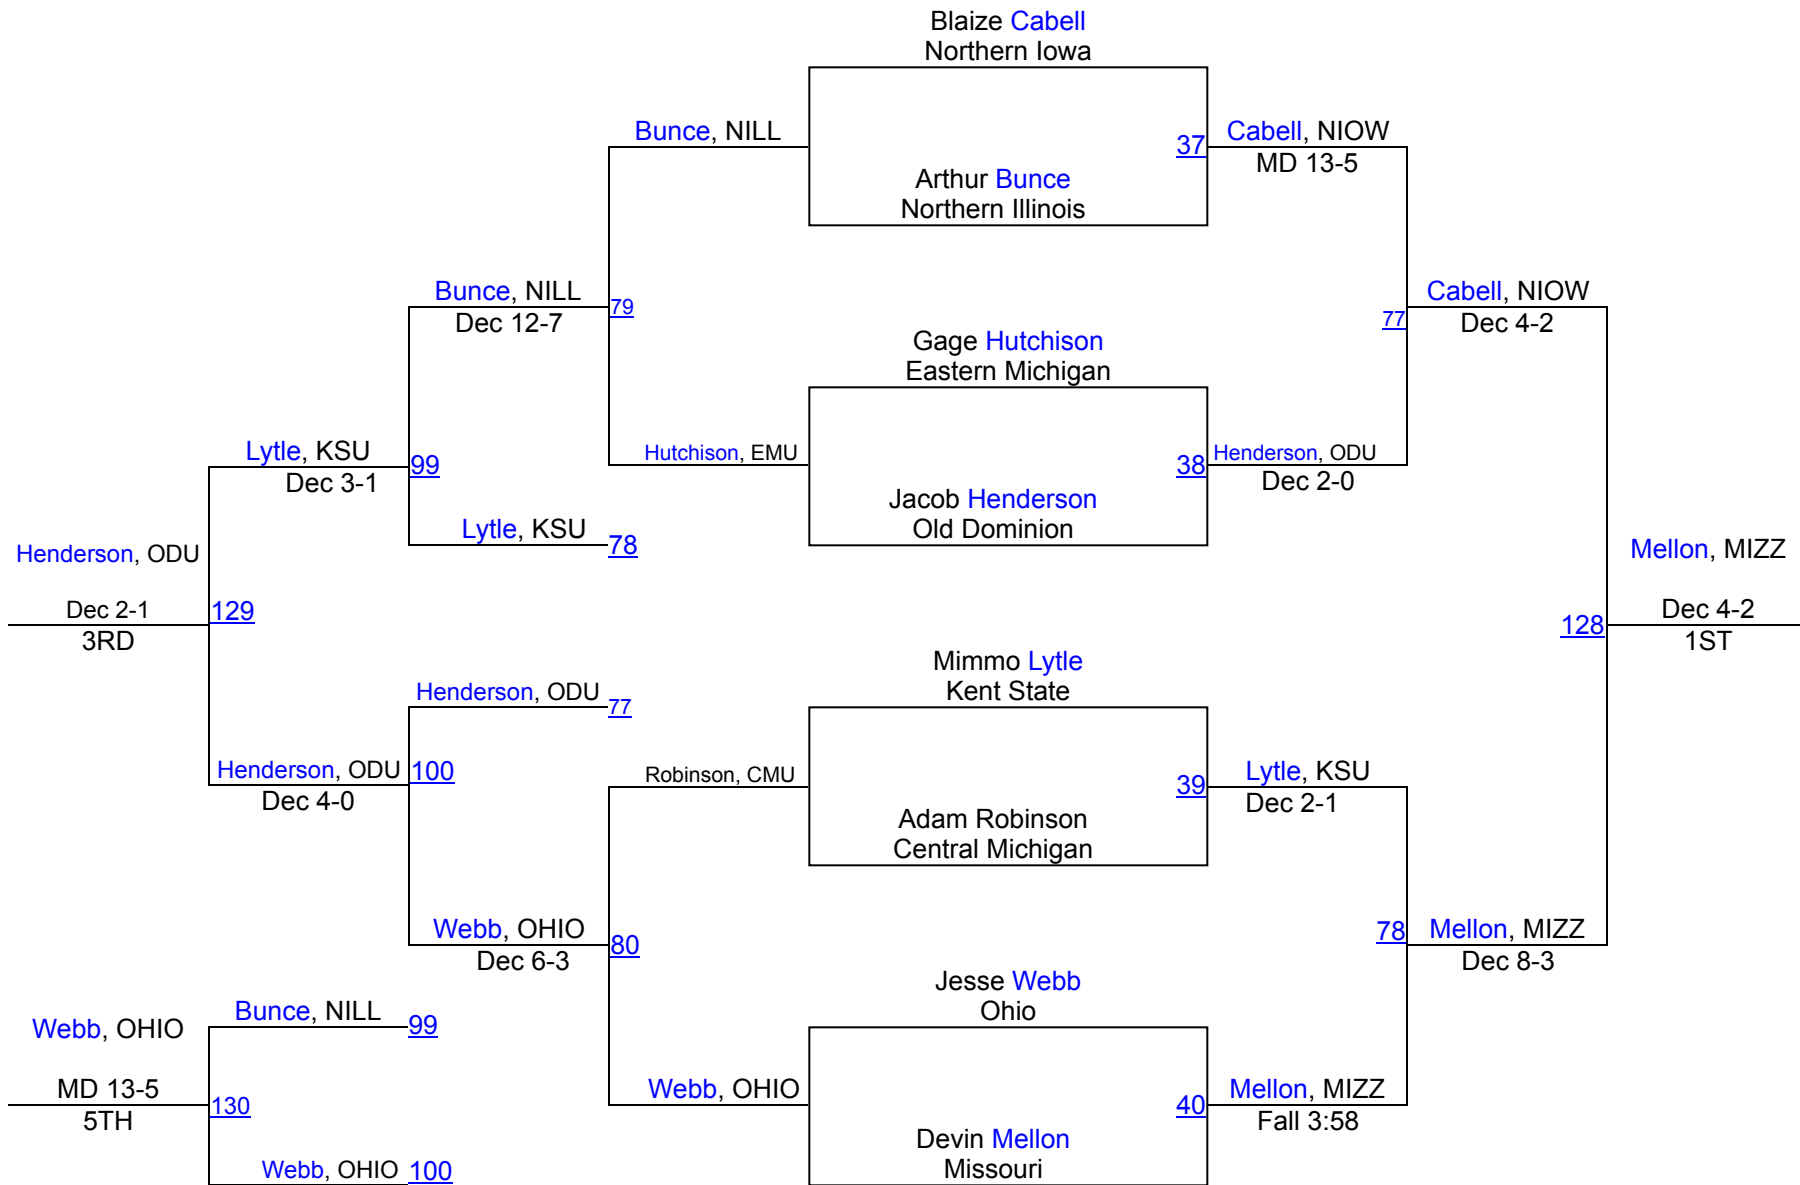 Blaize Cabell
Northern Iowa
Bunce, NILL
37
Cabell, NIOW
MD 13-5
Arthur Bunce
Northern Illinois
Bunce, NILL
Dec 12-7
79
Cabell, NIOW
Dec 4-2
77
Gage Hutchison
Eastern Michigan
Lytle, KSU
Dec 3-1
99
Hutchison, EMU
38
Henderson, ODU
Dec 2-0
Jacob Henderson
Old Dominion
Lytle, KSU
78
Henderson, ODU
Dec 2-1
3RD
129
Mellon, MIZZ
Dec 4-2
1ST
128
Mimmo Lytle
Kent State
Henderson, ODU
77
Henderson, ODU
Dec 4-0
100
Robinson, CMU
39
Lytle, KSU
Dec 2-1
Adam Robinson
Central Michigan
Webb, OHIO
Dec 6-3
80
78
Mellon, MIZZ
Dec 8-3
Jesse Webb
Ohio
Bunce, NILL
99
Webb, OHIO
MD 13-5
5TH
130
Webb, OHIO
40
Mellon, MIZZ
Fall 3:58
Devin Mellon
Missouri
Webb, OHIO
100